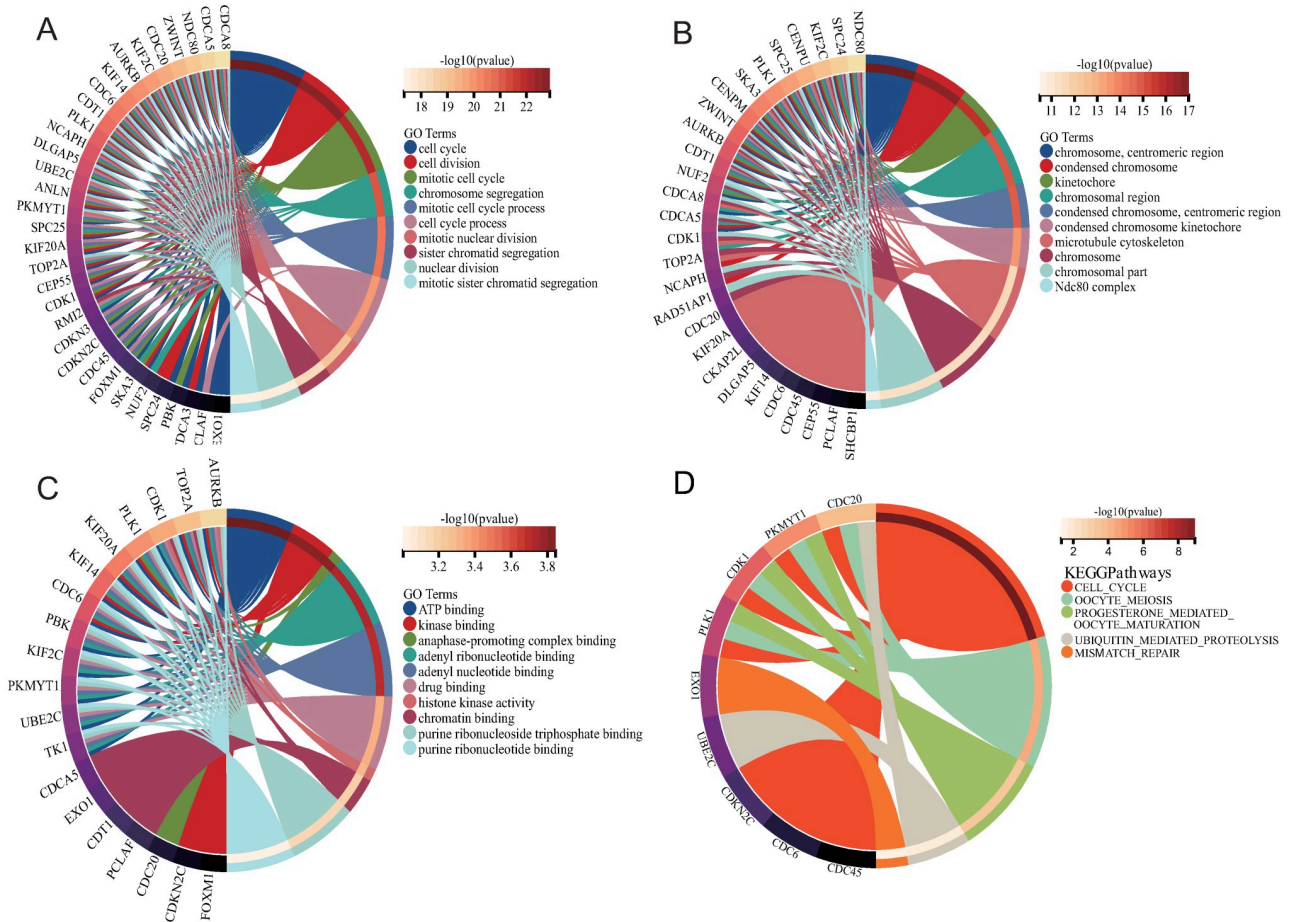 A
CDCA8
CDCA5
NDC80
ZWINT
CDC20
KIF2C
AURKB
KIF14
CDC6
CDT1
PLK1
NCAPH
DLGAP5
UBE2C
ANLN
PKMYT1
SPC25
KIF20A
TOP2A
CEP55
CDK1
RMI2
CDKN3
CDKN2C
CDC45
FOXM1
SKA3
NUF2
SPC24
PBK
CDCA3
CLAF
EXO1
-log10(pvalue)
18 19 20 21 22
GO Terms
cell cycle
cell division
mitotic cell cycle
chromosome segregation
mitotic cell cycle process
cell cycle process
mitotic nuclear division
sister chromatid segregation
nuclear division
mitotic sister chromatid segregation
B
NDC80
SPC24
KIF2C
CENPU
SPC25
PLK1
SKA3
CENPM
ZWINT
AURKB
CDT1
NUF2
CDCA8
CDCA5
CDK1
TOP2A
NCAPH
RAD51AP1
CDC20
KIF20A
CKAP2L
DLGAP5
KIF14
CDC6
CDC45
CEP55
PCLAF
SHCBP1
-log10(pvalue)
11 12 13 14 15 16 17
GO Terms
chromosome, centromeric region
condensed chromosome
kinetochore
chromosomal region
condensed chromosome, centromeric region
condensed chromosome kinetochore
microtubule cytoskeleton
chromosome
chromosomal part
Ndc80 complex
C
AURKB
TOP2A
CDK1
PLK1
KIF20A
KIF14
CDC6
PBK
KIF2C
PKMYT1
UBE2C
TK1
CDCA5
EXO1
CDT1
PCLAF
CDC20
CDKN2C
FOXM1
-log10(pvalue)
3.2 3.4 3.6 3.8
GO Terms
ATP binding
kinase binding
anaphase-promoting complex binding
adenyl ribonucleotide binding
adenyl nucleotide binding
drug binding
histone kinase activity
chromatin binding
purine ribonucleoside triphosphate binding
purine ribonucleotide binding
D
CDC20
PKMYT1
CDK1
PLK1
EXO1
UBE2C
CDKN2C
CDC6
CDC45
-log10(pvalue)
2 4 6 8
KEGGPathways
CELL_CYCLE
OOCYTE_MEIOSIS
PROGESTERONE_MEDIATED_
OOCYTE_MATURATION
UBIQUITIN_MEDIATED_PROTEOLYSIS
MISMATCH_REPAIR